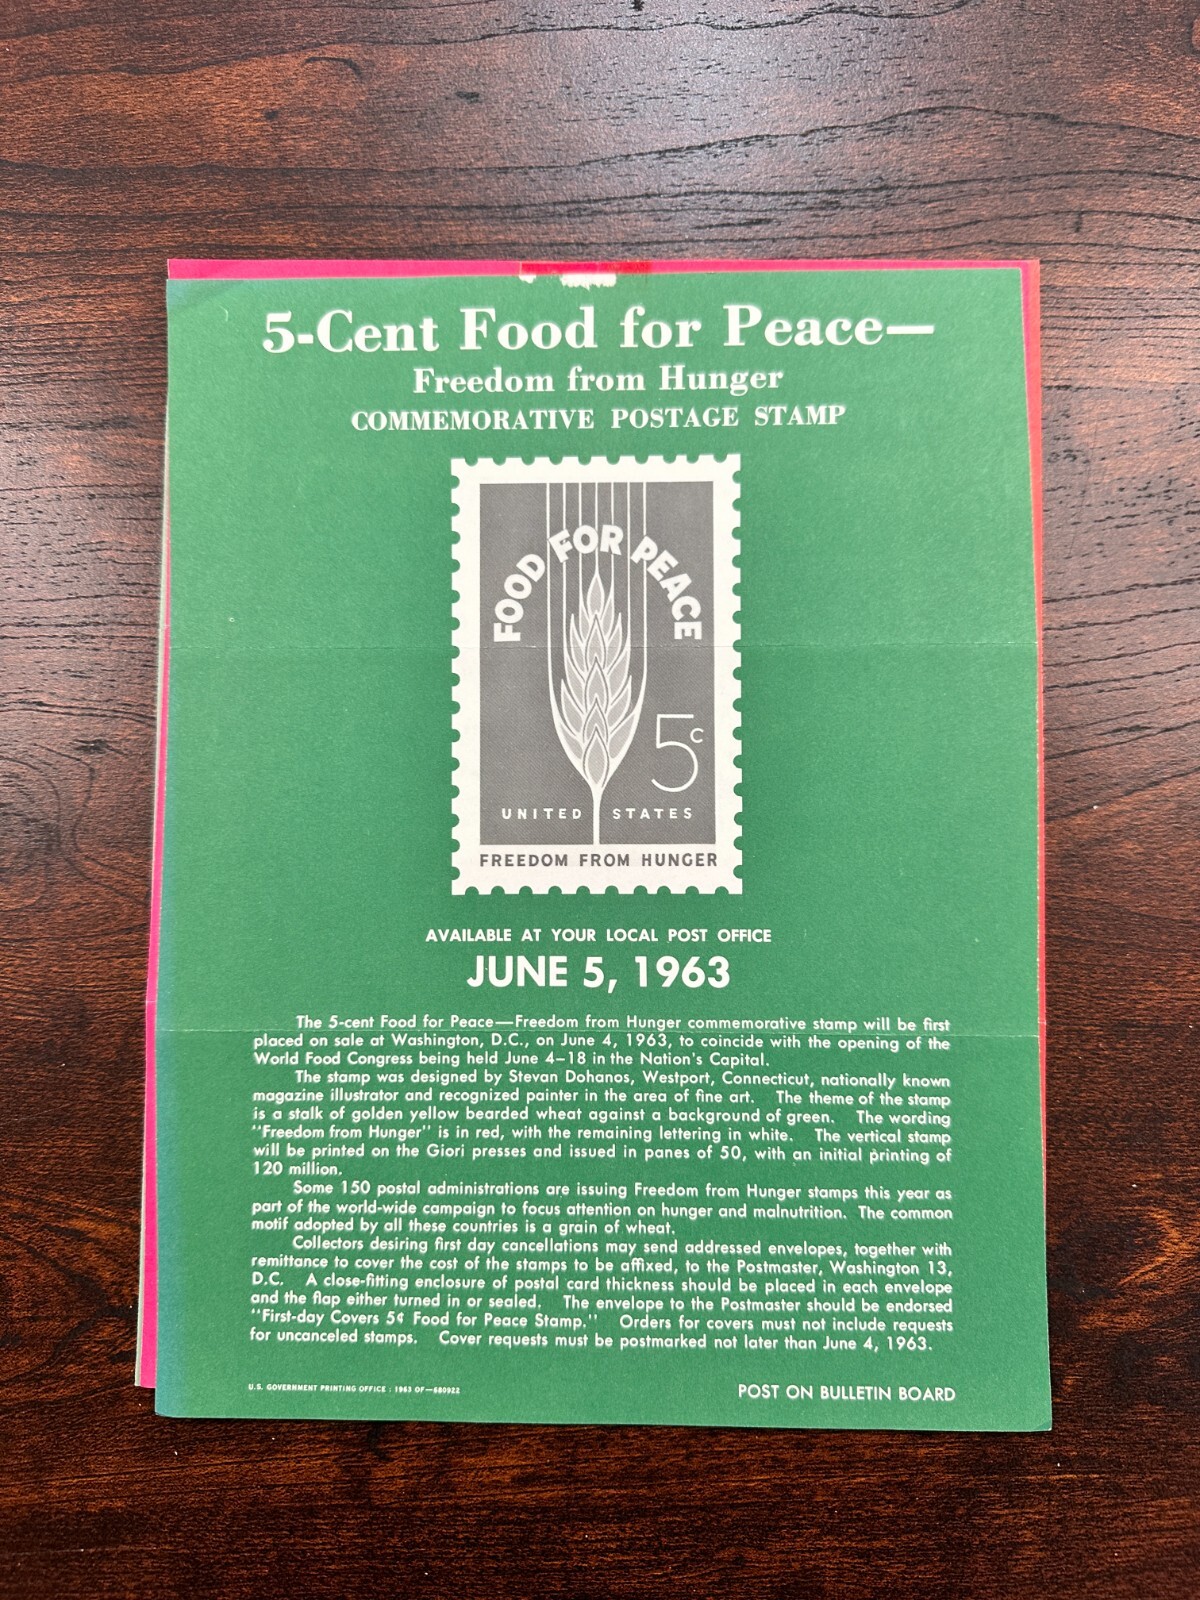 5-Cent Food for Peace—
Freedom from Hunger
COMMEMORATIVE POSTAGE STAMP
FOOD FOR PEACE
5c
UNITED STATES
FREEDOM FROM HUNGER
AVAILABLE AT YOUR LOCAL POST OFFICE
JUNE 5, 1963
The 5-cent Food for Peace—Freedom from Hunger commemorative stamp will be first
placed on sale at Washington, D.C., on June 4, 1963, to coincide with the opening of the
World Food Congress being held June 4–18 in the Nation's Capital.
The stamp was designed by Stevan Dohanos, Westport, Connecticut, nationally known
magazine illustrator and recognized painter in the area of fine art. The theme of the stamp
is a stalk of golden yellow bearded wheat against a background of green. The wording
"Freedom from Hunger" is in red, with the remaining lettering in white. The vertical stamp
will be printed on the Giori presses and issued in panes of 50, with an initial printing of
120 million.
Some 150 postal administrations are issuing Freedom from Hunger stamps this year as
part of the world-wide campaign to focus attention on hunger and malnutrition. The common
motif adopted by all these countries is a grain of wheat.
Collectors desiring first day cancellations may send addressed envelopes, together with
remittance to cover the cost of the stamps to be affixed, to the Postmaster, Washington 13,
D.C. A close-fitting enclosure of postal card thickness should be placed in each envelope
and the flap either turned in or sealed. The envelope to the Postmaster should be endorsed
"First-day Covers 5¢ Food for Peace Stamp." Orders for covers must not include requests
for uncanceled stamps. Cover requests must be postmarked not later than June 4, 1963.
U.S. GOVERNMENT PRINTING OFFICE : 1963 OF—680922
POST ON BULLETIN BOARD